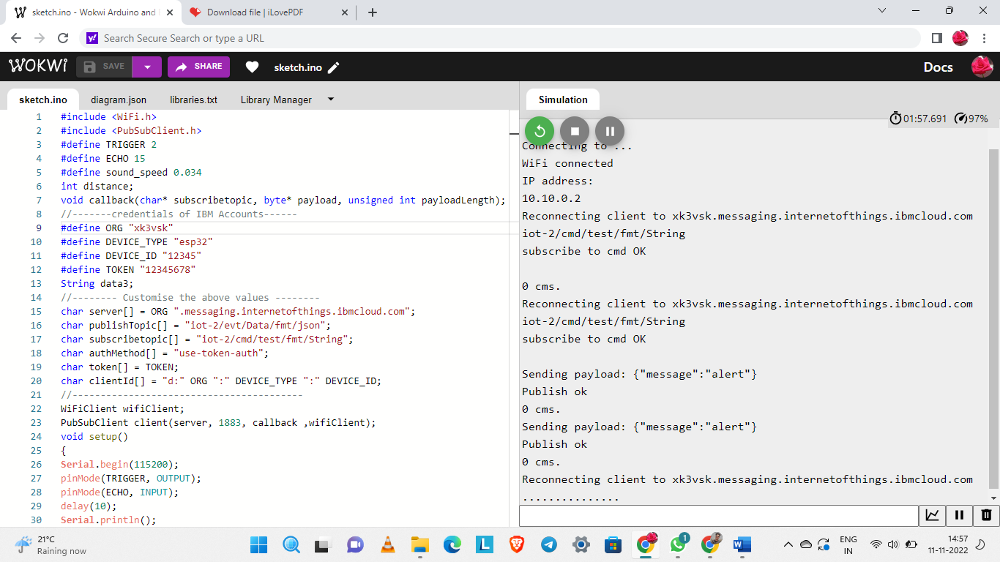 sketch.ino - Wokwi Arduino and
Download file | iLovePDF
Search Secure Search or type a URL
WOKWI
SAVE
SHARE
sketch.ino
Docs
sketch.ino
diagram.json
libraries.txt
Library Manager
1 #include <WiFi.h>
2 #include <PubSubClient.h>
3 #define TRIGGER 2
4 #define ECHO 15
5 #define sound_speed 0.034
6 int distance;
7 void callback(char* subscribetopic, byte* payload, unsigned int payloadLength);
8 //-------credentials of IBM Accounts------
9 #define ORG "xk3vsk"
10 #define DEVICE_TYPE "esp32"
11 #define DEVICE_ID "12345"
12 #define TOKEN "12345678"
13 String data3;
14 //-------- Customise the above values --------
15 char server[] = ORG ".messaging.internetofthings.ibmcloud.com";
16 char publishTopic[] = "iot-2/evt/Data/fmt/json";
17 char subscribetopic[] = "iot-2/cmd/test/fmt/String";
18 char authMethod[] = "use-token-auth";
19 char token[] = TOKEN;
20 char clientId[] = "d:" ORG ":" DEVICE_TYPE ":" DEVICE_ID;
21 //-----------------------------------------
22 WiFiClient wifiClient;
23 PubSubClient client(server, 1883, callback ,wifiClient);
24 void setup()
25 {
26 Serial.begin(115200);
27 pinMode(TRIGGER, OUTPUT);
28 pinMode(ECHO, INPUT);
29 delay(10);
30 Serial.println();
Simulation
01:57.691
97%
Connecting to ...
WiFi connected
IP address:
10.10.0.2
Reconnecting client to xk3vsk.messaging.internetofthings.ibmcloud.com
iot-2/cmd/test/fmt/String
subscribe to cmd OK
0 cms.
Reconnecting client to xk3vsk.messaging.internetofthings.ibmcloud.com
iot-2/cmd/test/fmt/String
subscribe to cmd OK
Sending payload: {"message":"alert"}
Publish ok
0 cms.
Sending payload: {"message":"alert"}
Publish ok
0 cms.
Reconnecting client to xk3vsk.messaging.internetofthings.ibmcloud.com
...............
21°C
Raining now
1
ENG
IN
14:57
11-11-2022